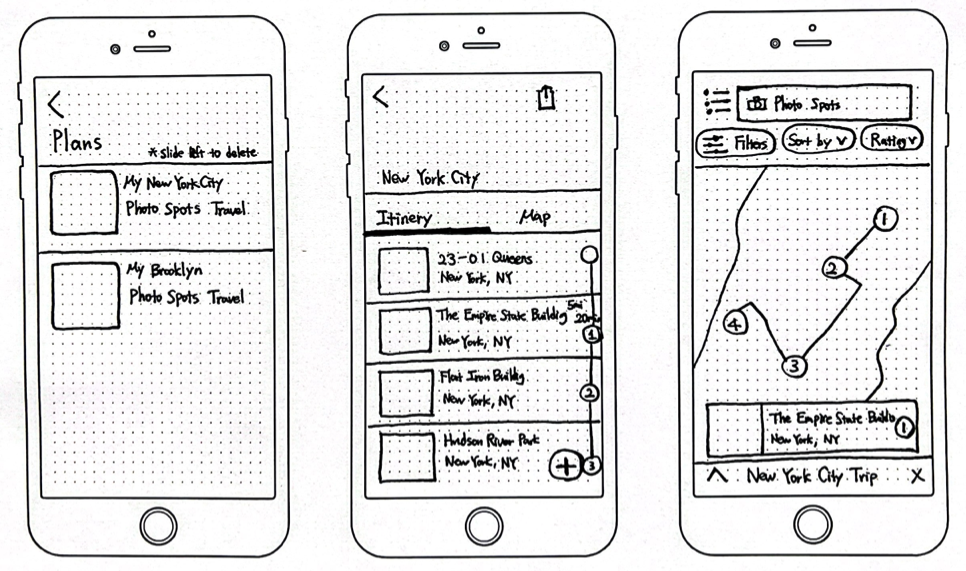 Plans
*Slide left to delete
My New York City
Photo Spots Travel
My Brooklyn
Photo Spots Travel
New York City
Itinery
Map
23-01 Queens
New York, NY
The Empire State Buildig
5mi
20min
New York, NY
1
Flat Iron Buildig
New York, NY
2
Hudson River Park
New York, NY
+
3
Photo Spots
Filters
Sort by
Rating
1
2
4
3
The Empire State Buildin
New York, NY
1
New York City Trip
X